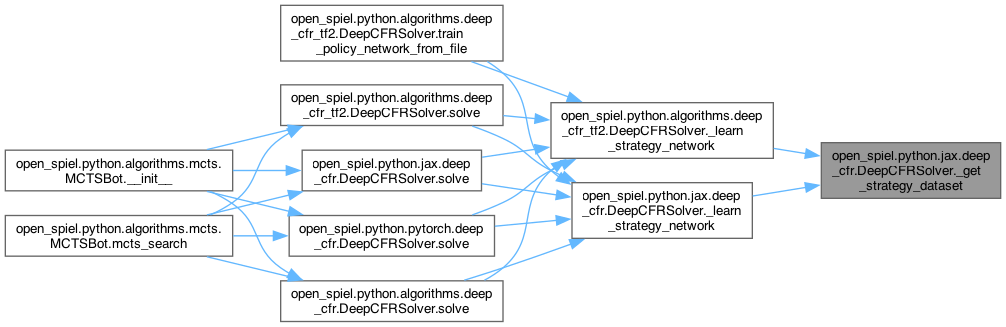 open_spiel.python.algorithms.deep
_cfr_tf2.DeepCFRSolver.train
_policy_network_from_file
open_spiel.python.algorithms.deep
_cfr_tf2.DeepCFRSolver.solve
open_spiel.python.algorithms.deep
_cfr_tf2.DeepCFRSolver._learn
_strategy_network
open_spiel.python.jax.deep
_cfr.DeepCFRSolver._get
_strategy_dataset
open_spiel.python.algorithms.mcts.
MCTSBot.__init__
open_spiel.python.jax.deep
_cfr.DeepCFRSolver.solve
open_spiel.python.jax.deep
_cfr.DeepCFRSolver._learn
_strategy_network
open_spiel.python.algorithms.mcts.
MCTSBot.mcts_search
open_spiel.python.pytorch.deep
_cfr.DeepCFRSolver.solve
open_spiel.python.algorithms.deep
_cfr.DeepCFRSolver.solve